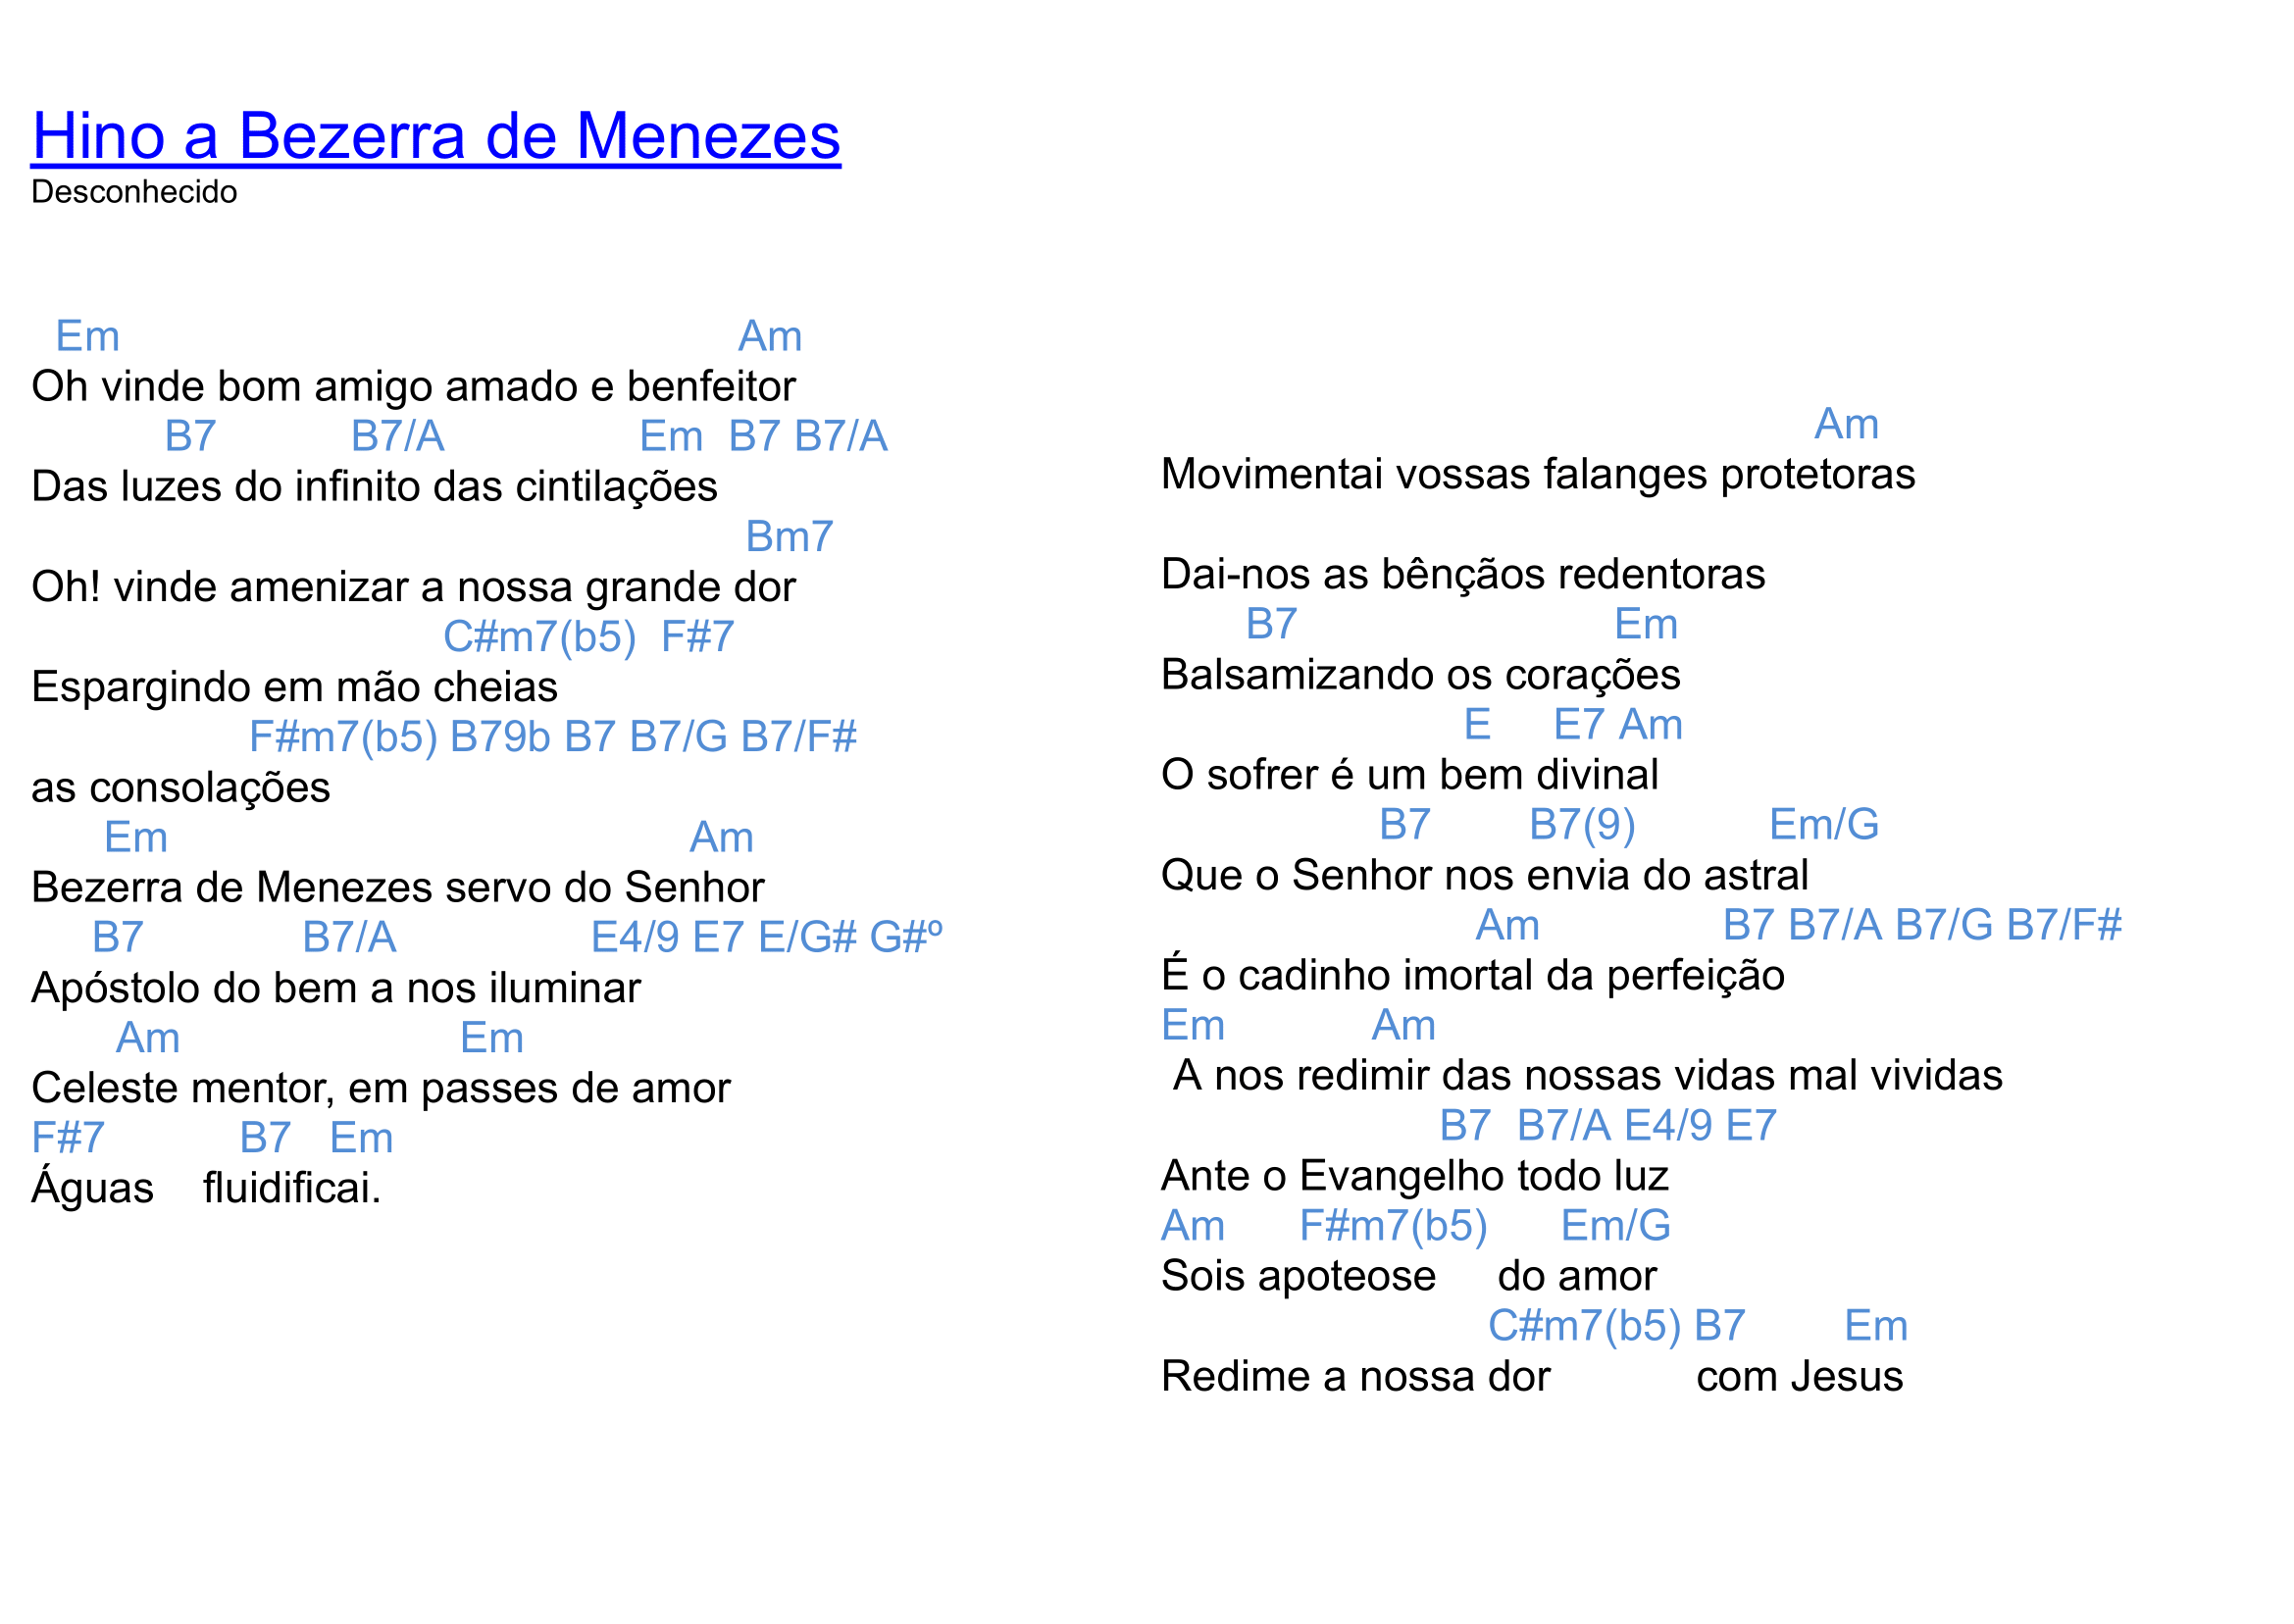 Hino a Bezerra de Menezes
Desconhecido
Em Am
Oh vinde bom amigo amado e benfeitor
B7 B7/A Em B7 B7/A
Das luzes do infinito das cintilações
Bm7
Oh! vinde amenizar a nossa grande dor
C#m7(b5) F#7
Espargindo em mão cheias
F#m7(b5) B79b B7 B7/G B7/F#
as consolações
Em Am
Bezerra de Menezes servo do Senhor
B7 B7/A E4/9 E7 E/G# G#º
Apóstolo do bem a nos iluminar
Am Em
Celeste mentor, em passes de amor
F#7 B7 Em
Águas fluidificai.
Am
Movimentai vossas falanges protetoras
Dai-nos as bênçãos redentoras
B7 Em
Balsamizando os corações
E E7 Am
O sofrer é um bem divinal
B7 B7(9) Em/G
Que o Senhor nos envia do astral
Am B7 B7/A B7/G B7/F#
É o cadinho imortal da perfeição
Em Am
A nos redimir das nossas vidas mal vividas
B7 B7/A E4/9 E7
Ante o Evangelho todo luz
Am F#m7(b5) Em/G
Sois apoteose do amor
C#m7(b5) B7 Em
Redime a nossa dor com Jesus